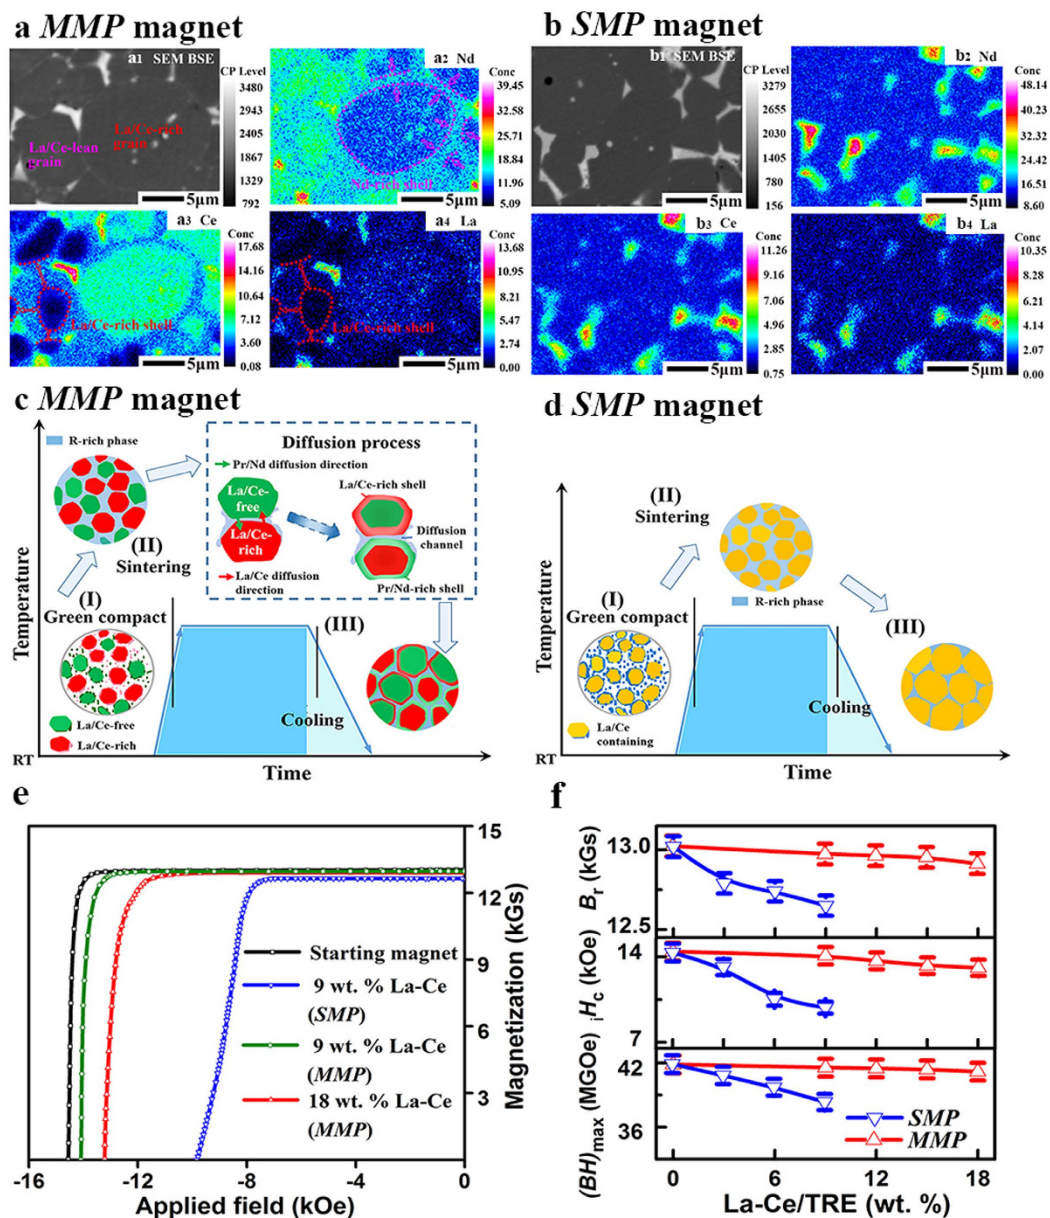 a MMP magnet
a1 SEM BSE
La/Ce-lean
grain
La/Ce-rich
grain
5μm
CP Level
3480
2943
2405
1867
1329
792
a2 Nd
Nd-rich shell
5μm
Conc
39.45
32.58
25.71
18.84
11.96
5.09
a3 Ce
La/Ce-rich shell
5μm
Conc
17.68
14.16
10.64
7.12
3.60
0.08
a4 La
La/Ce-rich shell
5μm
Conc
13.68
10.95
8.21
5.47
2.74
0.00
b SMP magnet
b1 SEM BSE
5μm
CP Level
3279
2655
2030
1405
780
156
b2 Nd
5μm
Conc
48.14
40.23
32.32
24.42
16.51
8.60
b3 Ce
5μm
Conc
11.26
9.16
7.06
4.96
2.85
0.75
b4 La
5μm
Conc
10.35
8.28
6.21
4.14
2.07
0.00
c MMP magnet
R-rich phase
Diffusion process
Pr/Nd diffusion direction
La/Ce-rich shell
La/Ce-
free
La/Ce-
rich
Diffusion
channel
La/Ce diffusion
direction
Pr/Nd-rich shell
(II)
Sintering
(I)
Green compact
(III)
Cooling
La/Ce-free
La/Ce-rich
Temperature
RT
Time
d SMP magnet
(II)
Sintering
R-rich phase
(I)
Green compact
(III)
Cooling
La/Ce
containing
Temperature
RT
Time
e
15
12
9
6
3
Magnetization (kGs)
Starting magnet
9 wt. % La-Ce
(SMP)
9 wt. % La-Ce
(MMP)
18 wt. % La-Ce
(MMP)
-16 -12 -8 -4 0
Applied field (kOe)
f
Br (kGs)
13.0
12.5
iHc (kOe)
14
7
(BH)max (MGOe)
42
36
SMP
MMP
0 6 12 18
La-Ce/TRE (wt. %)